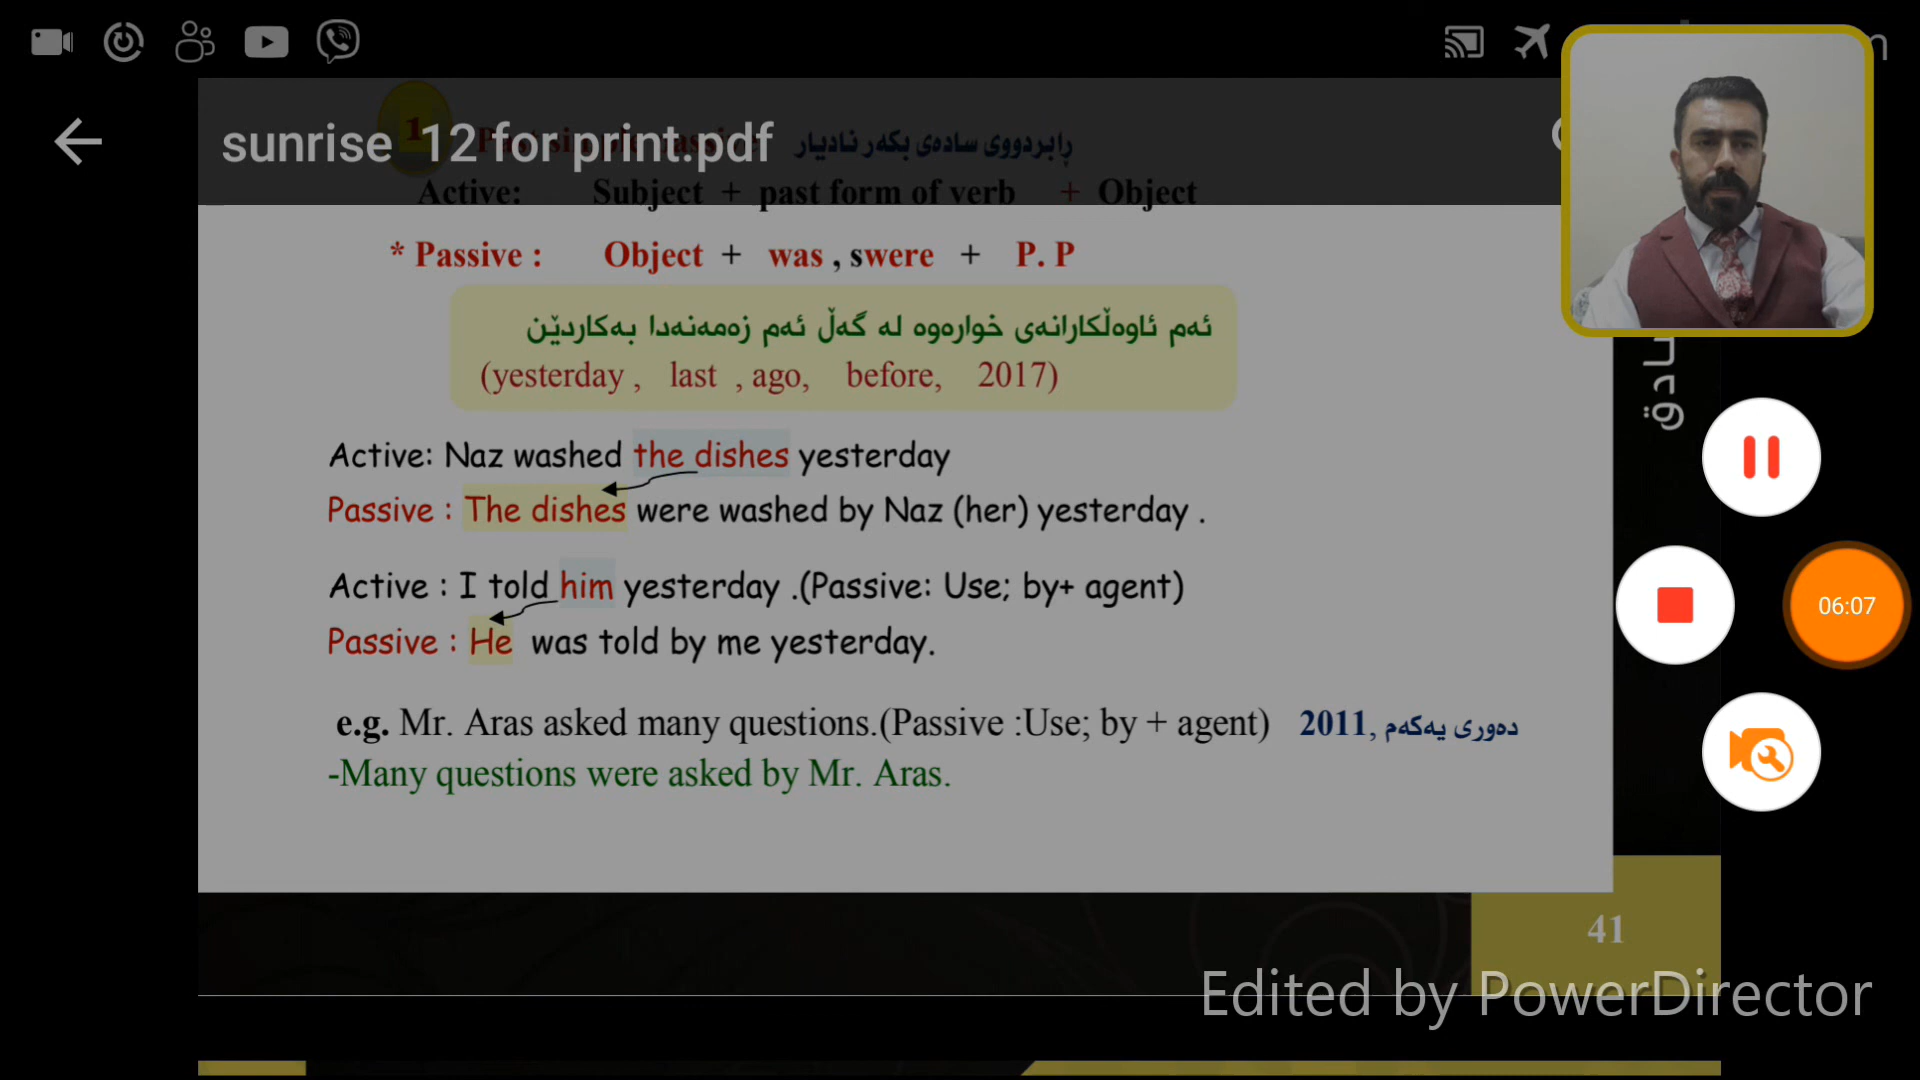 sunrise 12 for print.pdf
ڕابردووی سادەی بکەر نادیار
Active: Subject + past form of verb + Object
* Passive : Object + was , swere + P. P
ئەم ئاوەڵکارانەی خوارەوە لە گەڵ ئەم زەمەنەدا بەکاردێن
(yesterday , last , ago, before, 2017)
Active: Naz washed the dishes yesterday
Passive : The dishes were washed by Naz (her) yesterday .
Active : I told him yesterday .(Passive: Use; by+ agent)
Passive : He was told by me yesterday.
e.g. Mr. Aras asked many questions.(Passive :Use; by + agent) 2011, دەوری یەکەم
-Many questions were asked by Mr. Aras.
06:07
41
Edited by PowerDirector